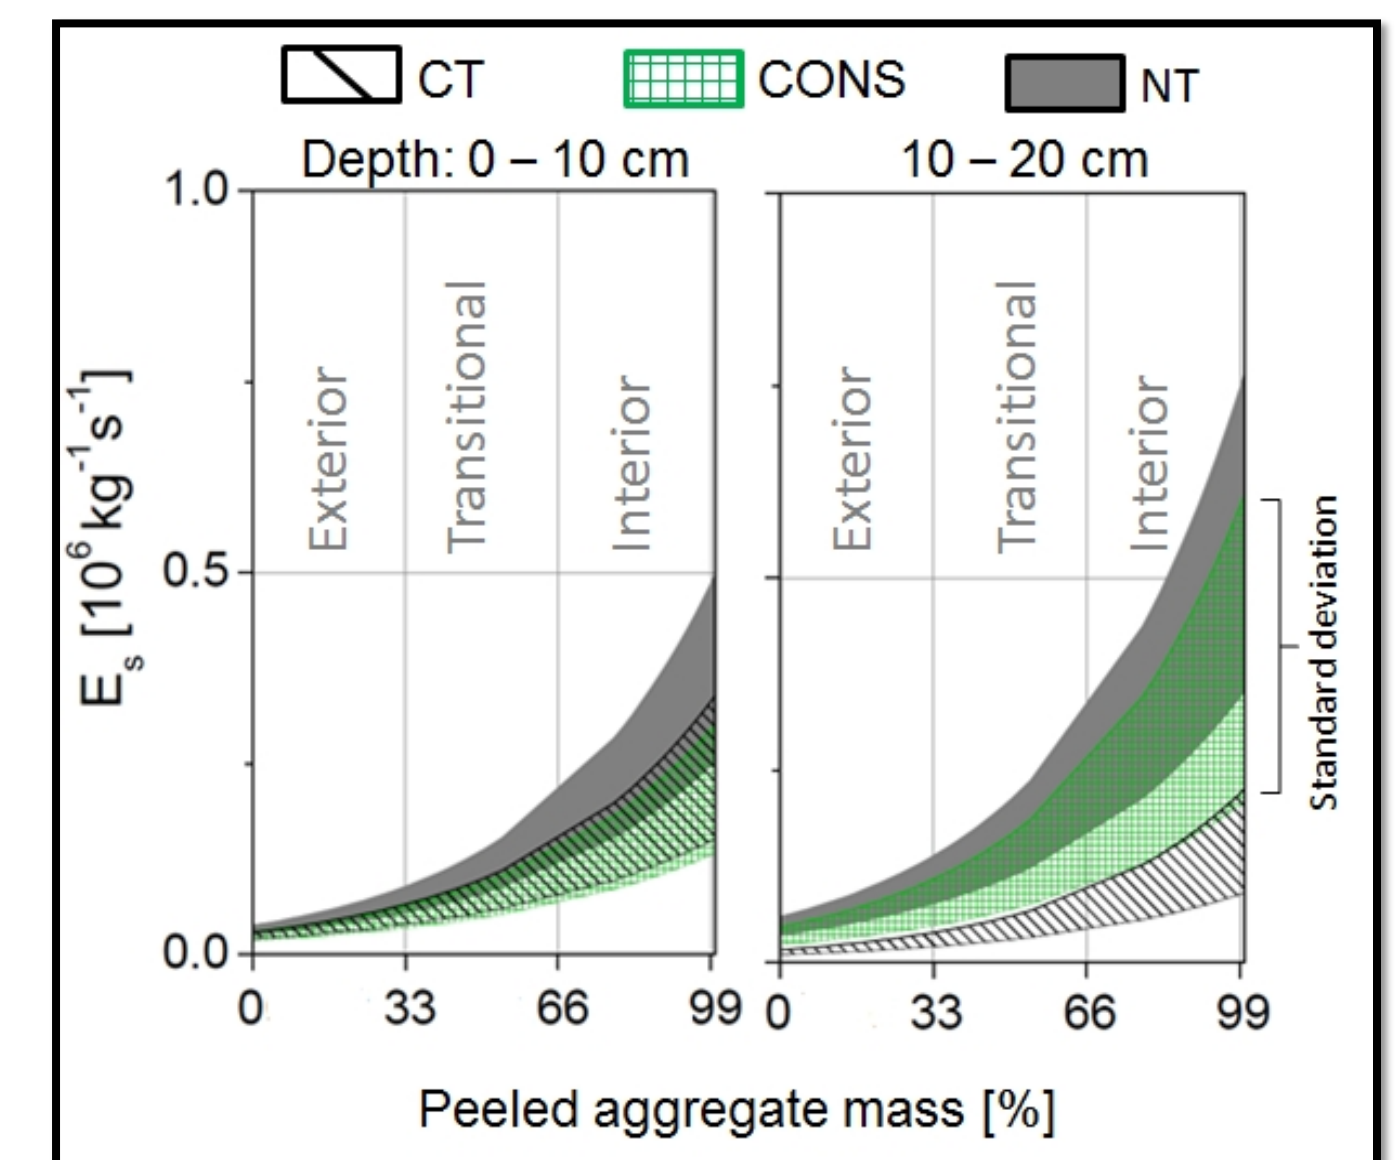 CT CONS NT
Depth: 0 – 10 cm 10 – 20 cm
1.0
0.5
0.0
E_s [10^6 kg^-1 s^-1]
Exterior
Transitional
Interior
Exterior
Transitional
Interior
Standard deviation
0 33 66 99 0 33 66 99
Peeled aggregate mass [%]